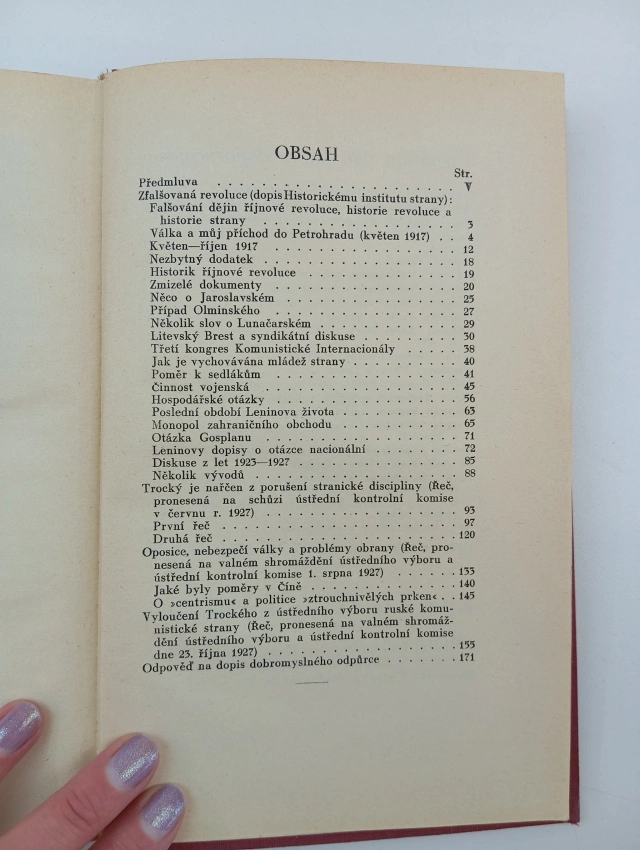 OBSAH
Str.
Předmluva . . . . . . . . . . . . . . . . . . . . . V
Zfalšovaná revoluce (dopis Historickému institutu strany):
Falšování dějin říjnové revoluce, historie revoluce a
historie strany . . . . . . . . . . . . . . . . . 3
Válka a můj příchod do Petrohradu (květen 1917) . . 4
Květen—říjen 1917 . . . . . . . . . . . . . . . . 12
Nezbytný dodatek . . . . . . . . . . . . . . . . . 18
Historik říjnové revoluce . . . . . . . . . . . . . 19
Zmizelé dokumenty . . . . . . . . . . . . . . . . 20
Něco o Jaroslavském . . . . . . . . . . . . . . . 25
Případ Olminského . . . . . . . . . . . . . . . . 27
Několik slov o Lunačarském . . . . . . . . . . . . 29
Litevský Brest a syndikátní diskuse . . . . . . . . 30
Třetí kongres Komunistické Internacionály . . . . . 38
Jak je vychovávána mládež strany . . . . . . . . . 40
Poměr k sedlákům . . . . . . . . . . . . . . . . 41
Činnost vojenská . . . . . . . . . . . . . . . . . 45
Hospodářské otázky . . . . . . . . . . . . . . . . 56
Poslední období Leninova života . . . . . . . . . . 63
Monopol zahraničního obchodu . . . . . . . . . . . 65
Otázka Gosplanu . . . . . . . . . . . . . . . . . 71
Leninovy dopisy o otázce nacionální . . . . . . . . 72
Diskuse z let 1923—1927 . . . . . . . . . . . . . . 85
Několik vývodů . . . . . . . . . . . . . . . . . . 88
Trocký je nařčen z porušení stranické discipliny (Řeč,
pronesená na schůzi ústřední kontrolní komise
v červnu r. 1927) . . . . . . . . . . . . . . . . 93
První řeč . . . . . . . . . . . . . . . . . . . . 97
Druhá řeč . . . . . . . . . . . . . . . . . . . . 120
Oposice, nebezpečí války a problémy obrany (Řeč, pro-
nesená na valném shromáždění ústředního výboru a
ústřední kontrolní komise 1. srpna 1927) . . . . . 133
Jaké byly poměry v Číně . . . . . . . . . . . . . 140
O »centrismu« a politice »ztrouchnivělých prken« . . 145
Vyloučení Trockého z ústředního výboru ruské komu-
nistické strany (Řeč, pronesená na valném shromáž-
dění ústředního výboru a ústřední kontrolní komise
dne 23. října 1927) . . . . . . . . . . . . . . . 155
Odpověď na dopis dobromyslného odpůrce . . . . . . . 171